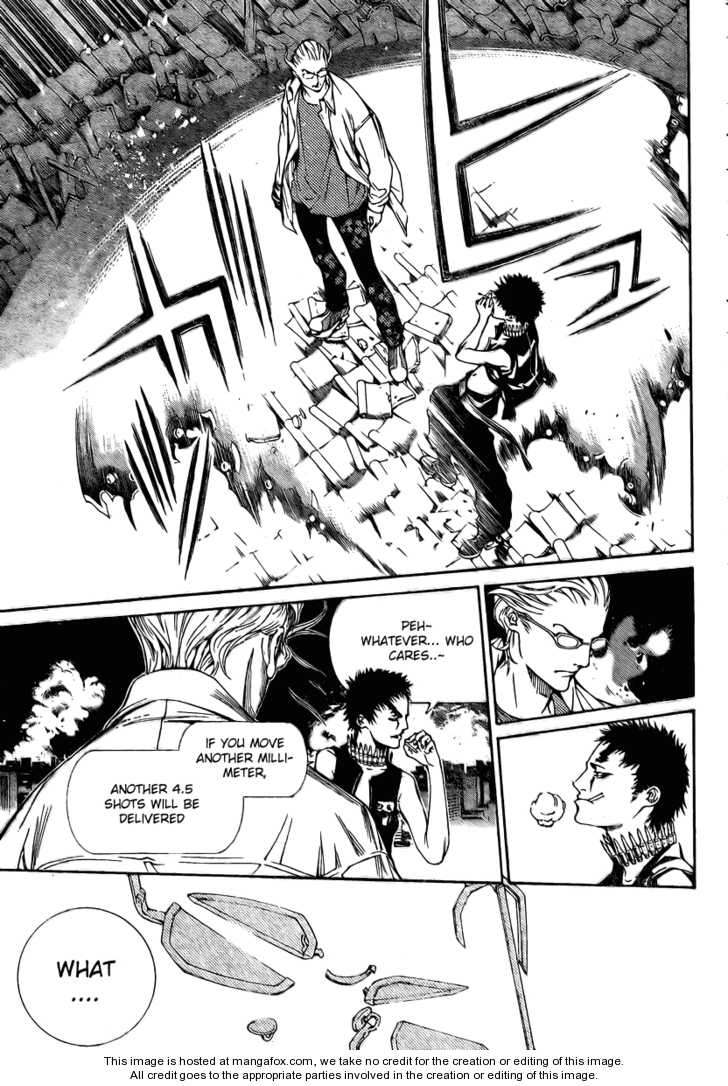 PEH~
WHATEVER... WHO
CARES..~
IF YOU MOVE
ANOTHER MILLI-
METER,
ANOTHER 4.5
SHOTS WILL BE
DELIVERED
WHAT
....
This image is hosted at mangafox.com, we take no credit for the creation or editing of this image.
All credit goes to the appropriate parties involved in the creation or editing of this image.